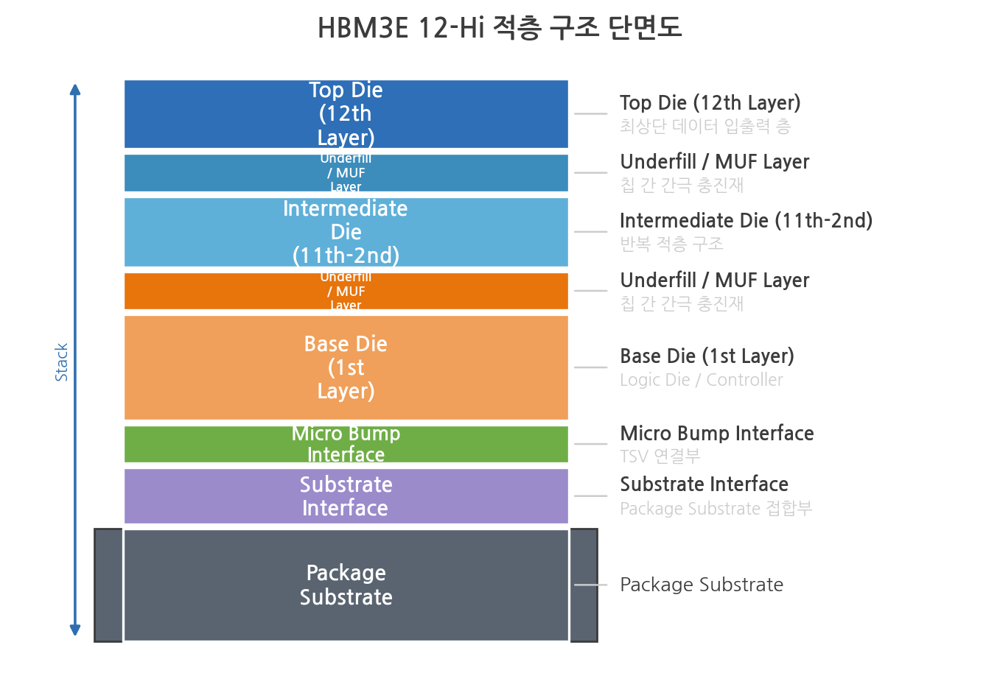 HBM3E 12-Hi 적층 구조 단면도
Stack
Top Die
(12th
Layer)
Top Die (12th Layer)
최상단 데이터 입출력 층
Underfill
/ MUF
Layer
Underfill / MUF Layer
칩 간 간극 충진재
Intermediate
Die
(11th-2nd)
Intermediate Die (11th-2nd)
반복 적층 구조
Underfill
/ MUF
Layer
Underfill / MUF Layer
칩 간 간극 충진재
Base Die
(1st
Layer)
Base Die (1st Layer)
Logic Die / Controller
Micro Bump
Interface
Micro Bump Interface
TSV 연결부
Substrate
Interface
Substrate Interface
Package Substrate 접합부
Package
Substrate
Package Substrate